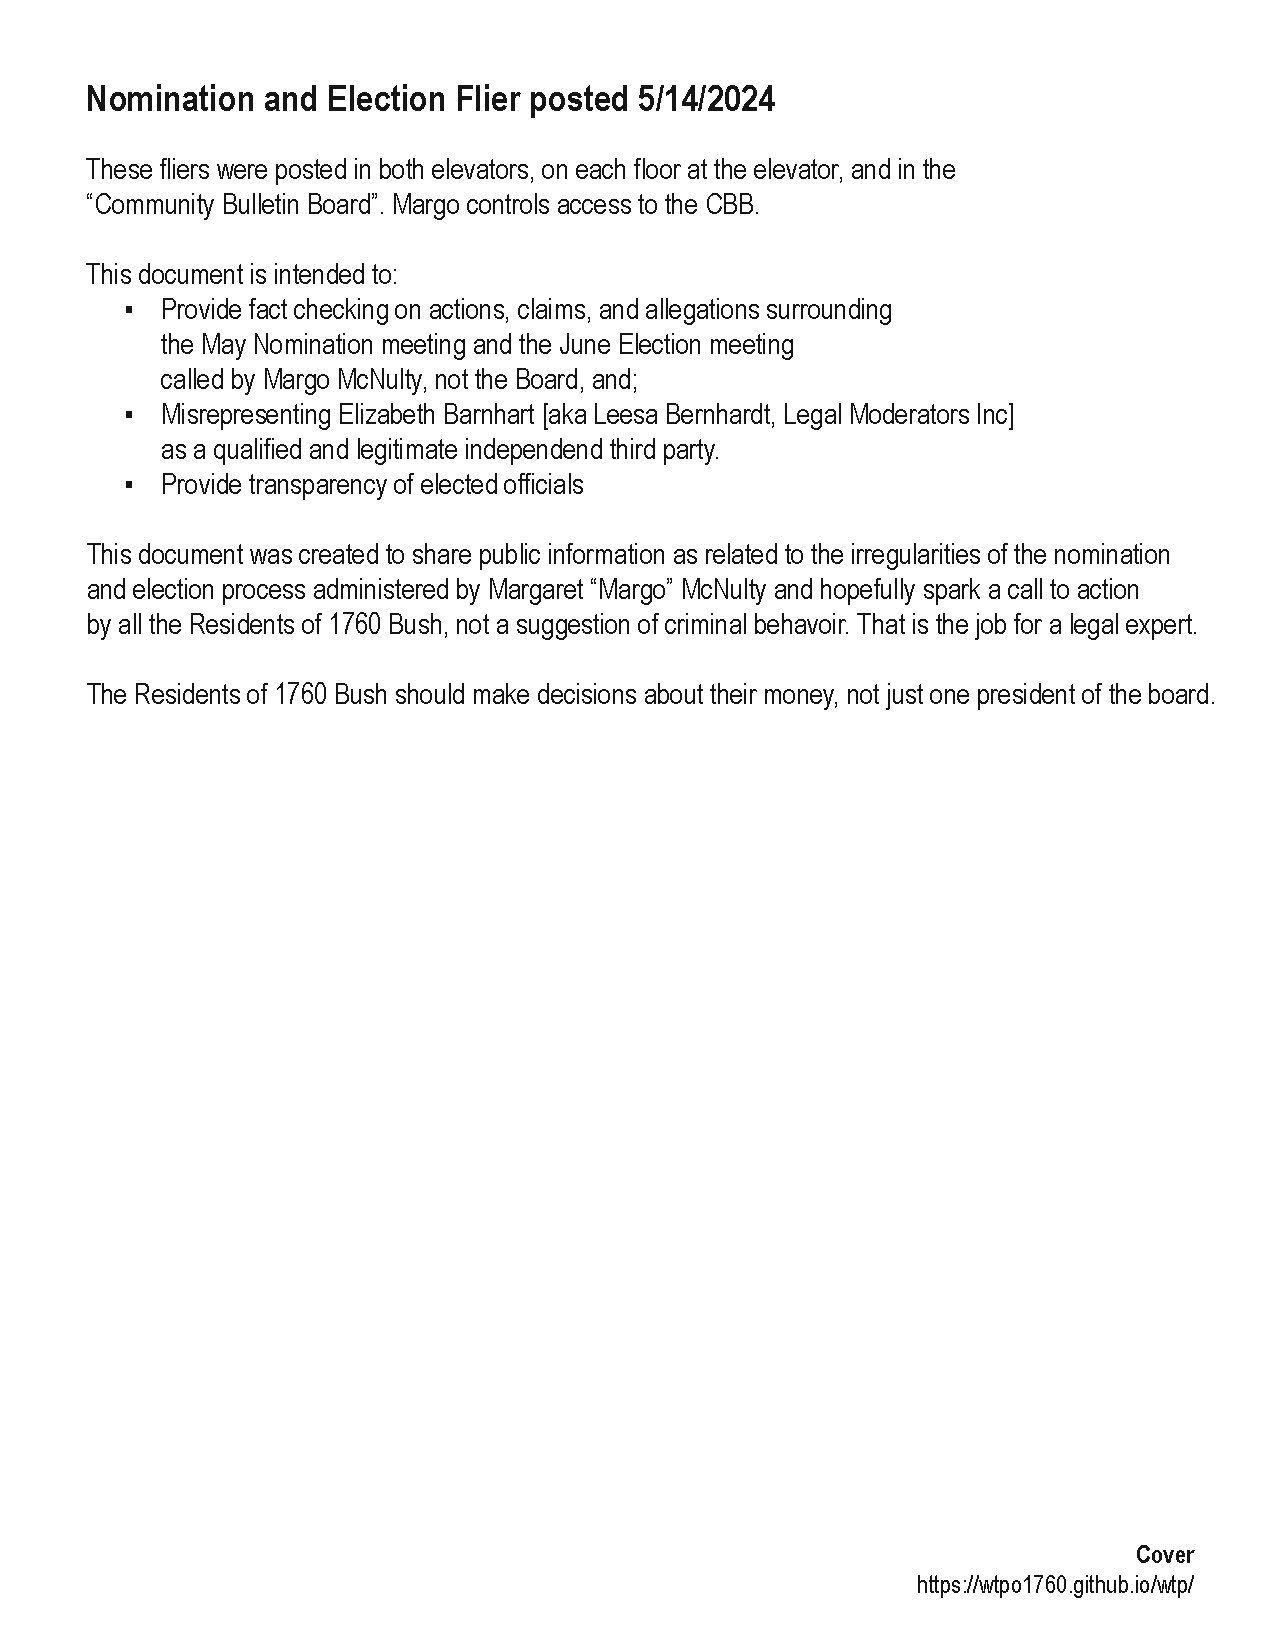 Nomination and Election Flier posted 5/14/2024
These fliers were posted in both elevators, on each floor at the elevator, and in the
“Community Bulletin Board”. Margo controls access to the CBB.
This document is intended to:
▪ Provide fact checking on actions, claims, and allegations surrounding
the May Nomination meeting and the June Election meeting
called by Margo McNulty, not the Board, and;
▪ Misrepresenting Elizabeth Barnhart [aka Leesa Bernhardt, Legal Moderators Inc]
as a qualified and legitimate independend third party.
▪ Provide transparency of elected officials
This document was created to share public information as related to the irregularities of the nomination
and election process administered by Margaret “Margo” McNulty and hopefully spark a call to action
by all the Residents of 1760 Bush, not a suggestion of criminal behavoir. That is the job for a legal expert.
The Residents of 1760 Bush should make decisions about their money, not just one president of the board.
Cover
https://wtpo1760.github.io/wtp/